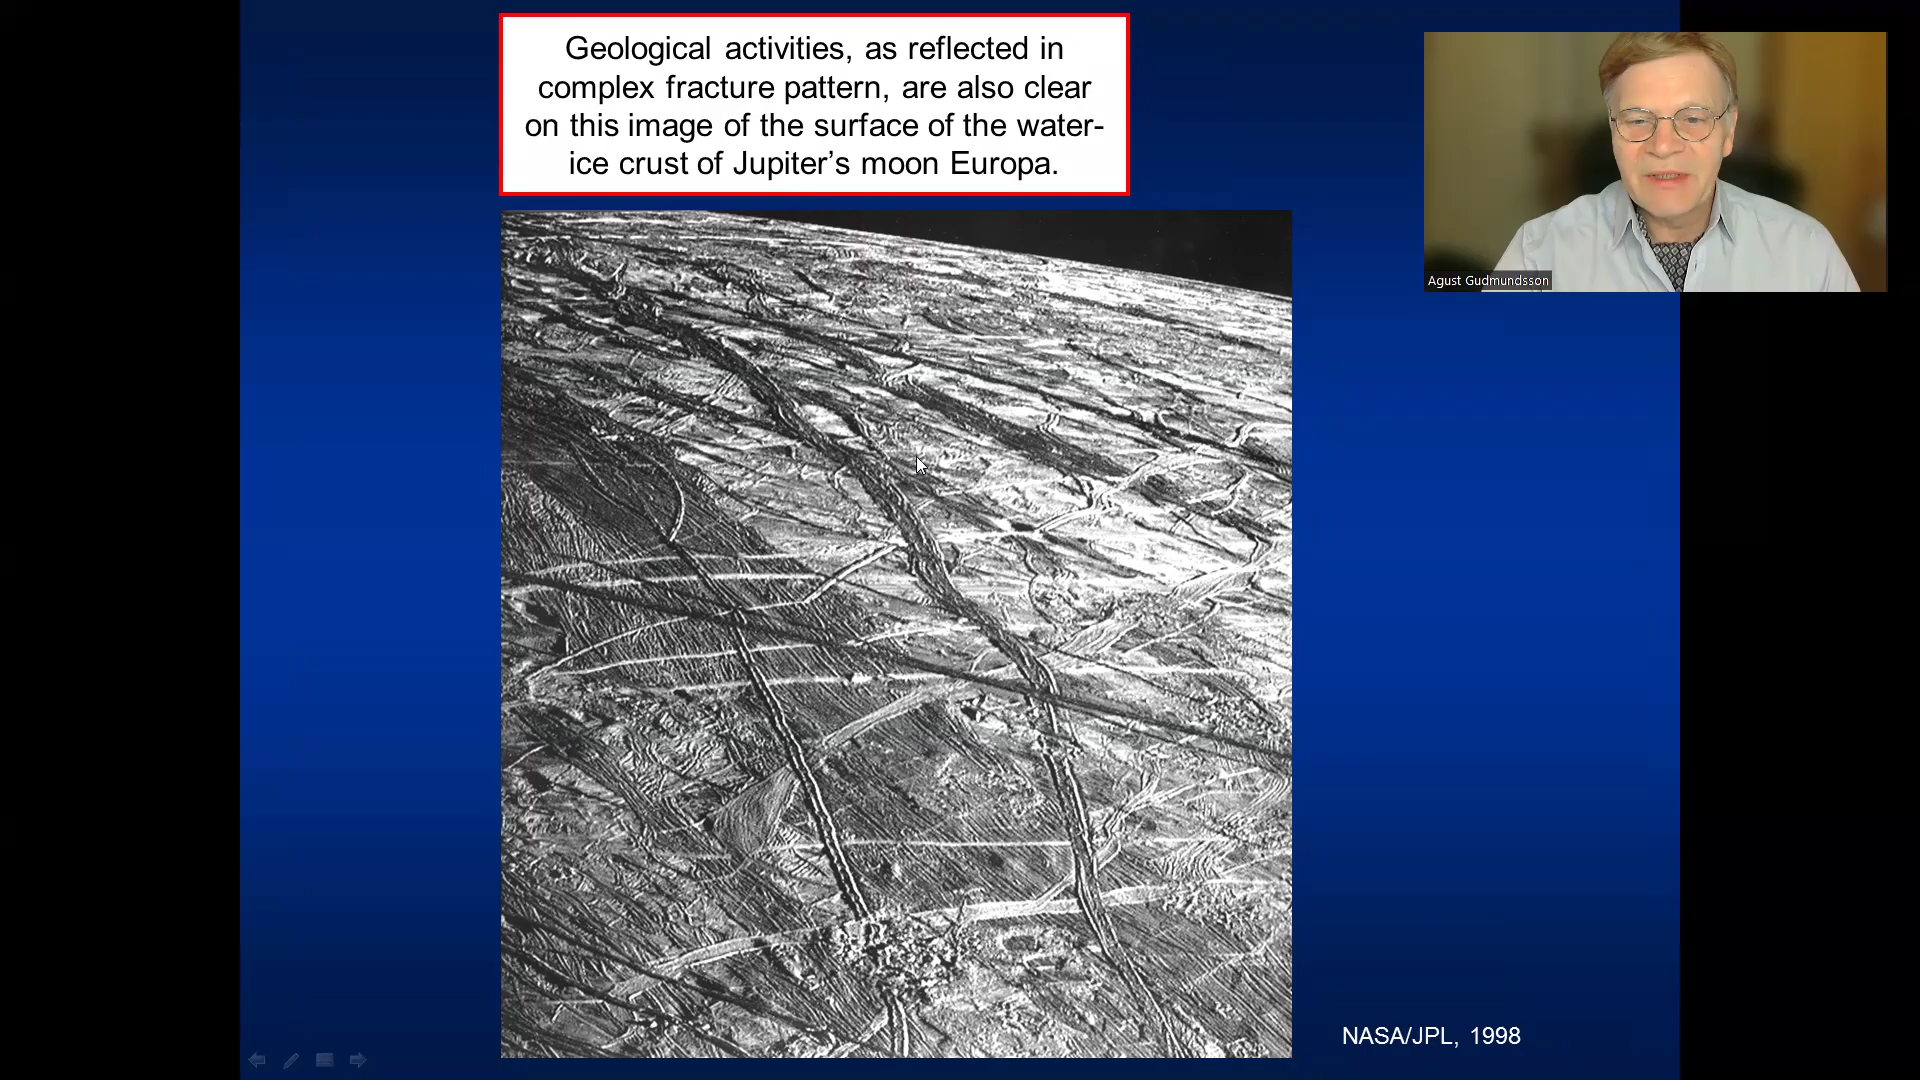 Geological activities, as reflected in
complex fracture pattern, are also clear
on this image of the surface of the water-
ice crust of Jupiter’s moon Europa.
Agust Gudmundsson
NASA/JPL, 1998